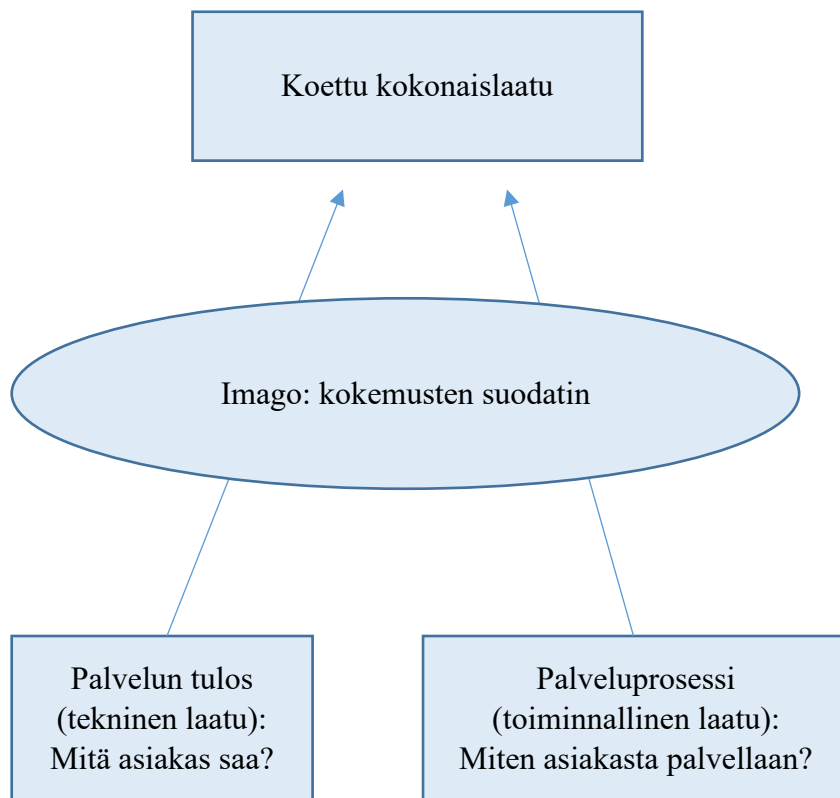 Koettu kokonaislaatu
Imago: kokemusten suodatin
Palvelun tulos
(tekninen laatu):
Mitä asiakas saa?
Palveluprosessi
(toiminnallinen laatu):
Miten asiakasta palvellaan?